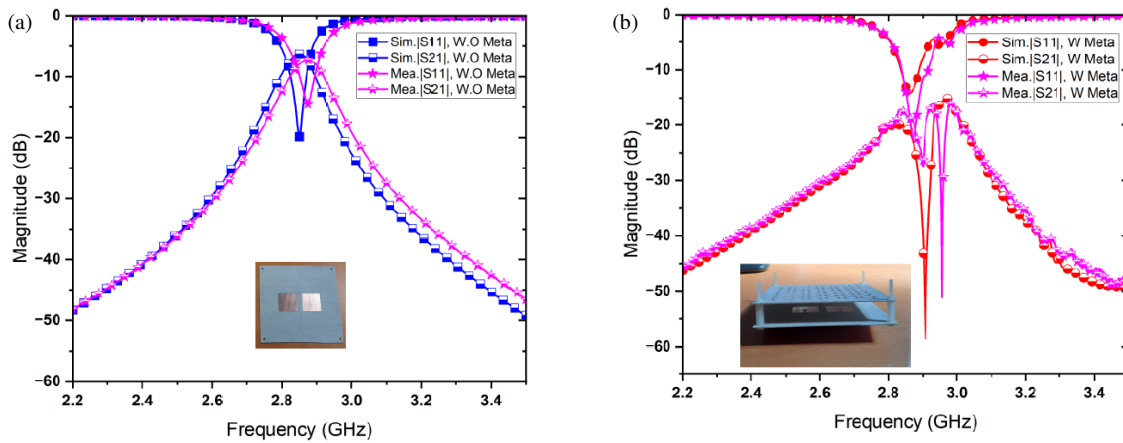 (a)
0
−10
−20
−30
−40
−50
−60
Magnitude (dB)
Sim.|S11|, W.O Meta
Sim.|S21|, W.O Meta
Mea.|S11|, W.O Meta
Mea.|S21|, W.O Meta
2.2 2.4 2.6 2.8 3.0 3.2 3.4
Frequency (GHz)
(b)
0
−10
−20
−30
−40
−50
−60
Magnitude (dB)
Sim.|S11|, W Meta
Sim.|S21|, W Meta
Mea.|S11|, W Meta
Mea.|S21|, W Meta
2.2 2.4 2.6 2.8 3.0 3.2 3.4
Frequency (GHz)